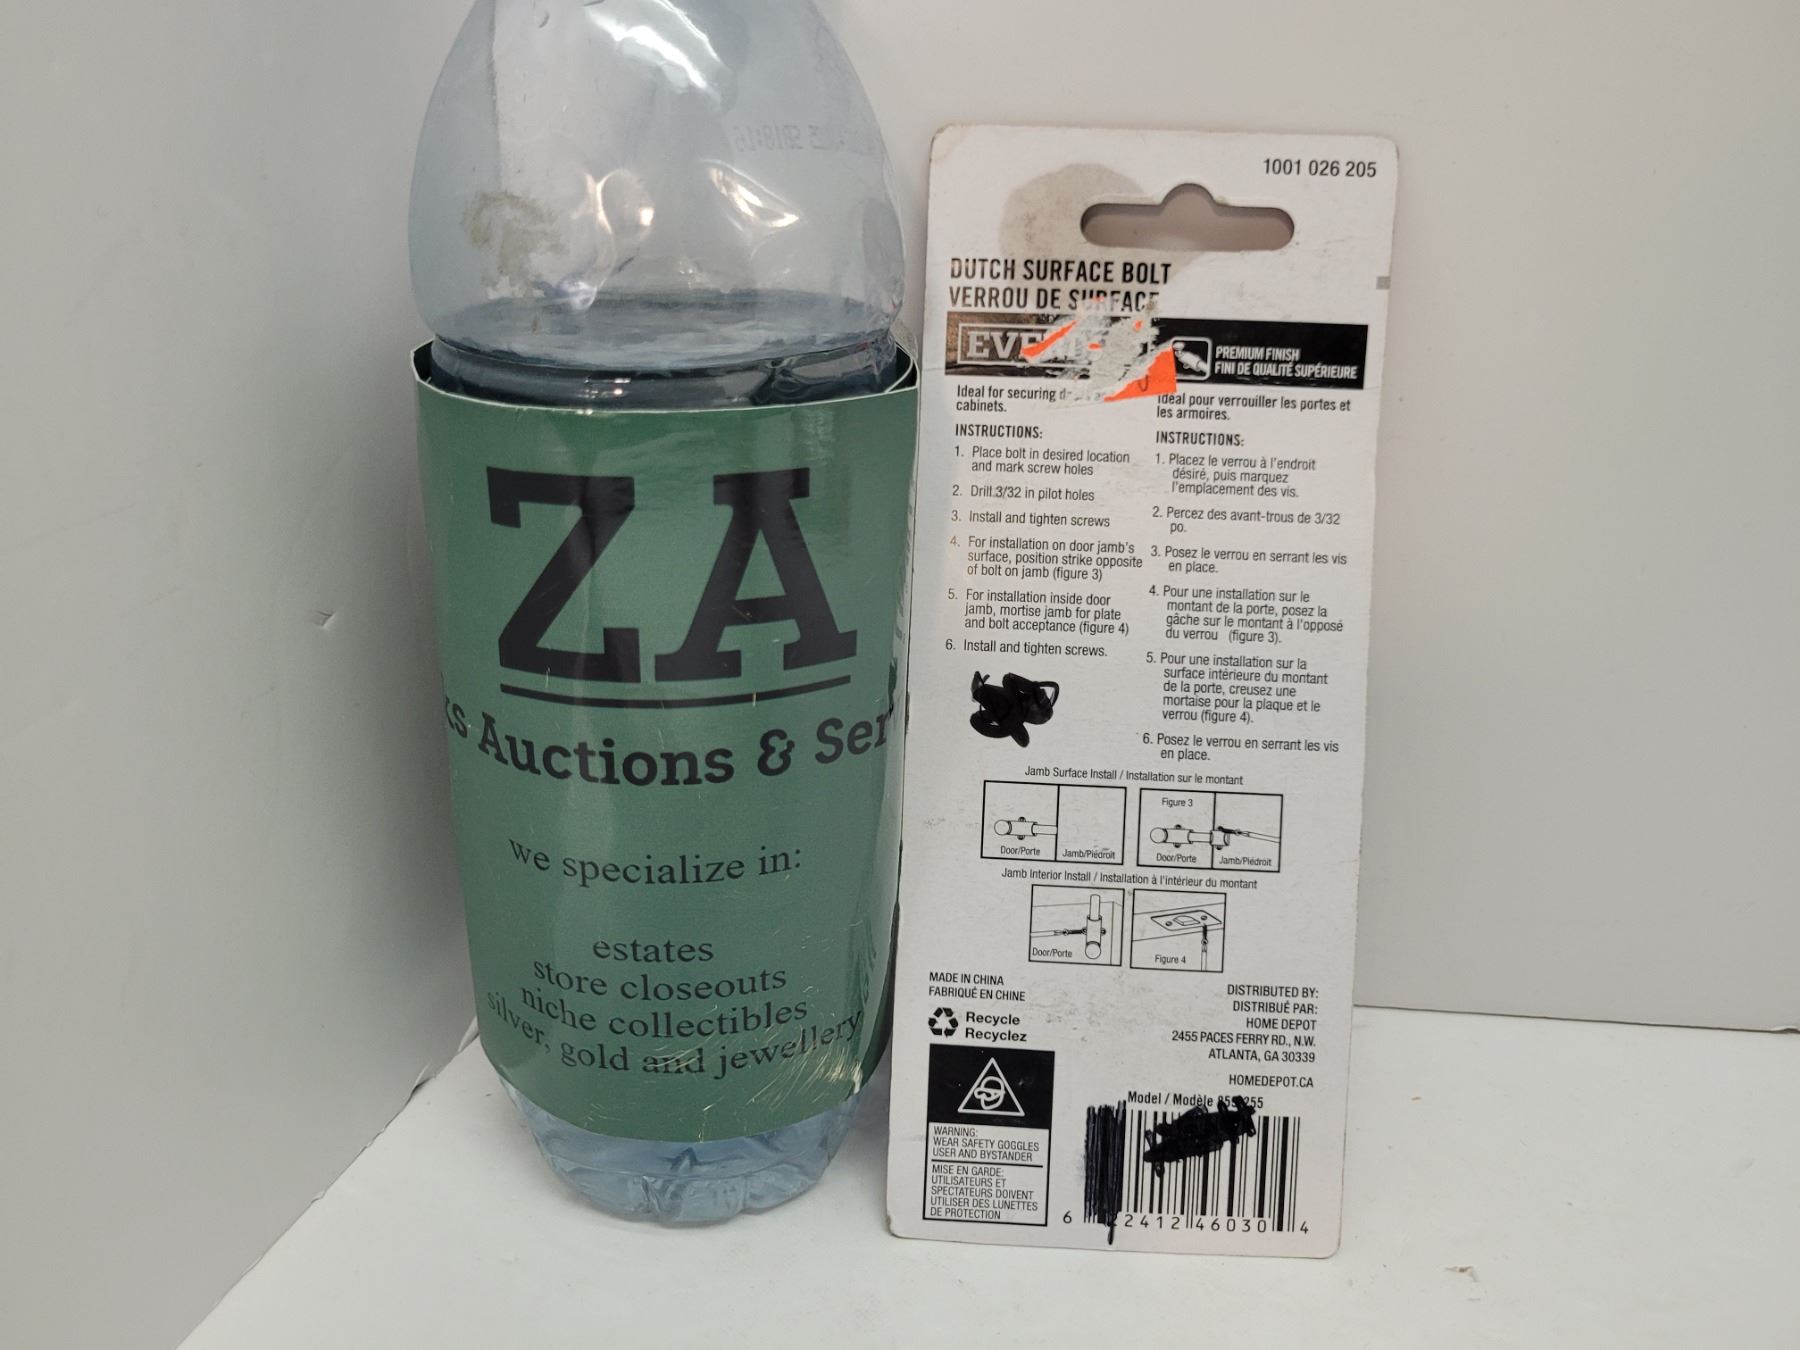 ZA
ks Auctions & Ser
we specialize in:
estates
store closeouts
niche collectibles
silver, gold and jewellery
1001 026 205
DUTCH SURFACE BOLT
VERROU DE SURFACE
PREMIUM FINISH
FINI DE QUALITÉ SUPÉRIEURE
Ideal for securing
cabinets.
INSTRUCTIONS:
1. Place bolt in desired location
and mark screw holes
2. Drill 3/32 in pilot holes
3. Install and tighten screws
4. For installation on door jamb's
surface, position strike opposite
of bolt on jamb (figure 3)
5. For installation inside door
jamb, mortise jamb for plate
and bolt acceptance (figure 4)
6. Install and tighten screws.
Idéal pour verrouiller les portes et
les armoires.
INSTRUCTIONS:
1. Placez le verrou à l'endroit
désiré, puis marquez
l'emplacement des vis.
2. Percez des avant-trous de 3/32
po.
3. Posez le verrou en serrant les vis
en place.
4. Pour une installation sur le
montant de la porte, posez la
gâche sur le montant à l'opposé
du verrou (figure 3).
5. Pour une installation sur la
surface intérieure du montant
de la porte, creusez une
mortaise pour la plaque et le
verrou (figure 4).
6. Posez le verrou en serrant les vis
en place.
Jamb Surface Install / Installation sur le montant
Door/Porte
Jamb/Piédroit
Figure 3
Door/Porte
Jamb/Piédroit
Jamb Interior Install / Installation à l'intérieur du montant
Door/Porte
Figure 4
MADE IN CHINA
FABRIQUÉ EN CHINE
Recycle
Recyclez
WARNING:
WEAR SAFETY GOGGLES
USER AND BYSTANDER
MISE EN GARDE:
UTILISATEURS ET
SPECTATEURS DOIVENT
UTILISER DES LUNETTES
DE PROTECTION
DISTRIBUTED BY:
DISTRIBUÉ PAR:
HOME DEPOT
2455 PACES FERRY RD., N.W.
ATLANTA, GA 30339
HOMEDEPOT.CA
Model / Modèle
6 22412 46030 4